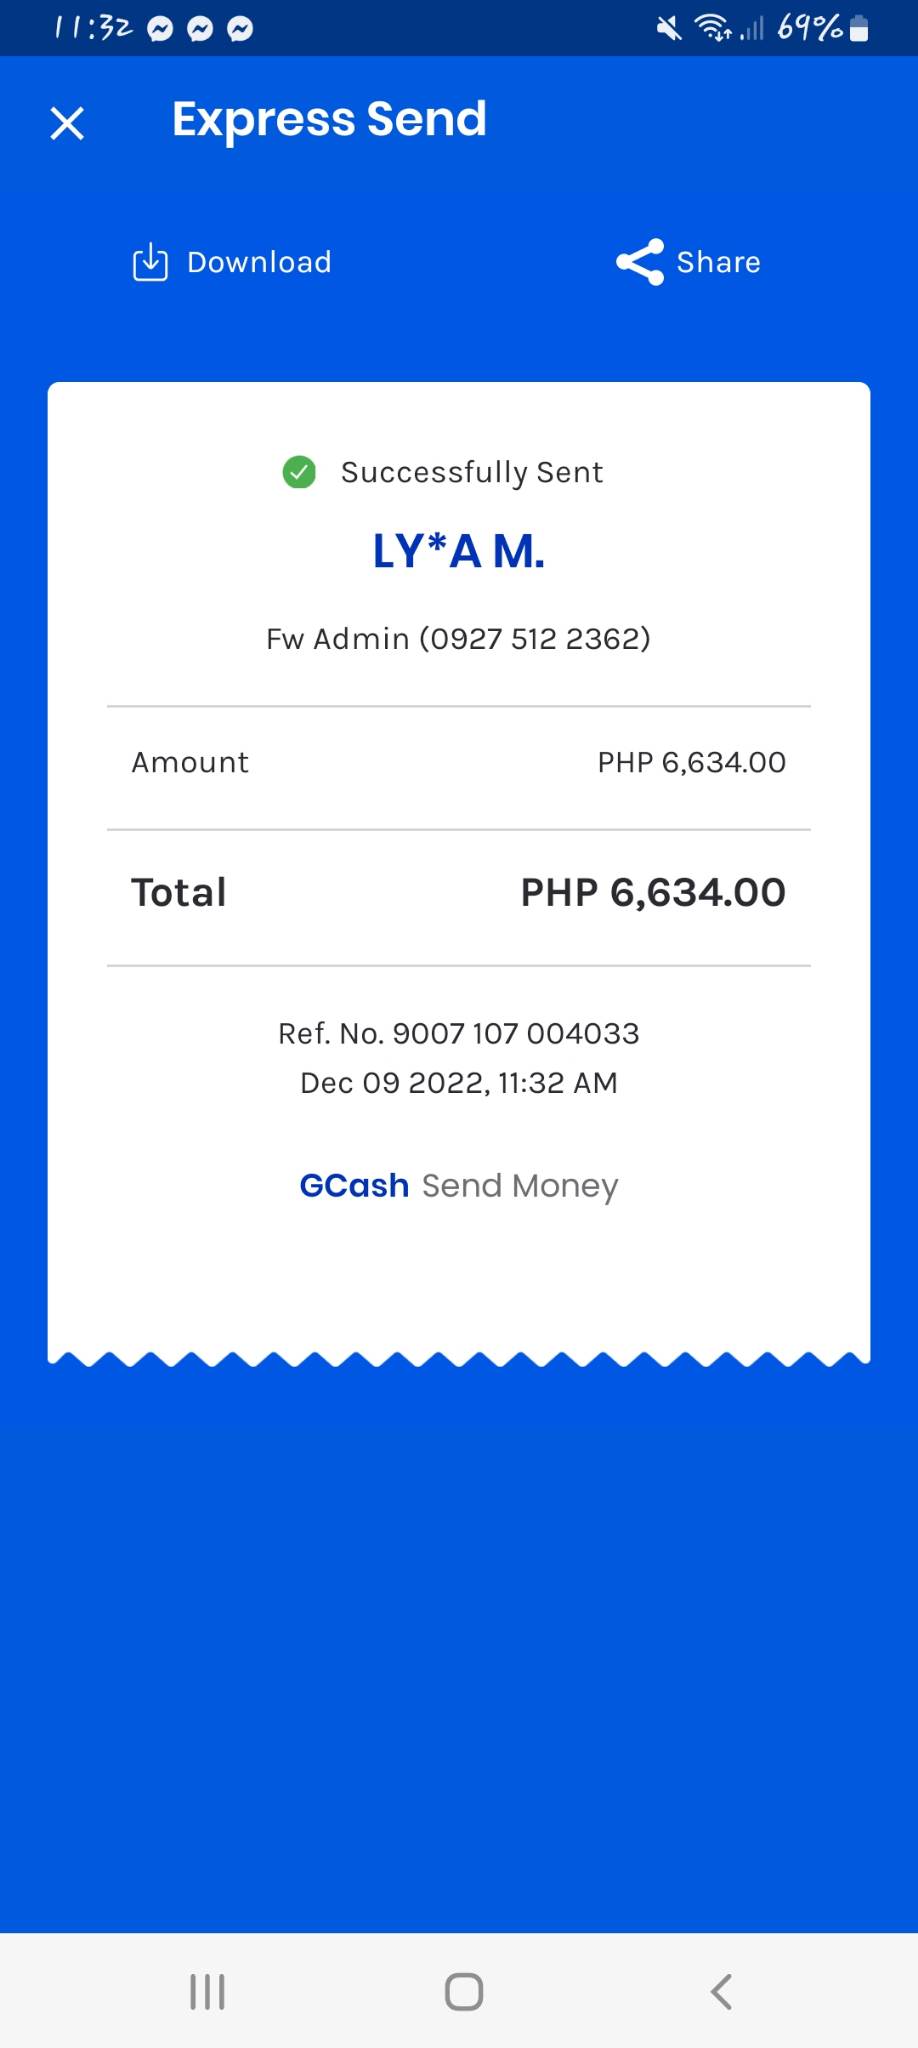 11:32 69%
Express Send
Download Share
Successfully Sent
LY*A M.
Fw Admin (0927 512 2362)
Amount PHP 6,634.00
Total PHP 6,634.00
Ref. No. 9007 107 004033
Dec 09 2022, 11:32 AM
GCash Send Money